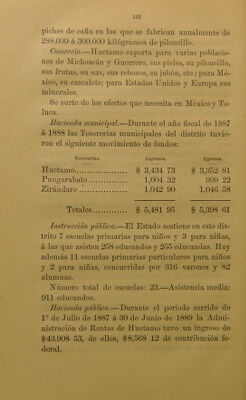 132
pichos de caña en las que se fabrican anualmente de
288,000 á 300,000 kilógramos de piloncillo.
Comercio.—Huetamo exporta para varias poblacio-
nes de Michoacán y Guerrero, sus pieles, su piloncillo,
sus frutas, su sus rebozos, su jabón, etc.; para Mé-
xico, su cascalote; para Estados Unidos y Europa sus
minerales.
Se surte de los efectos que necesita en México y To-
luca.
Hacienda municipal.—Durante el año fiscal de 1887
á 1888 las Tesorerías municipales del distrito tuvie-
ron el siguiente movimiento de fondos:
Tesorerías. Ingresos. Egresos.
Huetamo.................... $ 3,434 73 $ 3,352 81
Pungarabato.............. 1,004 32 999 22
Zirándaro.................. 1,042 90 1,046 58
Totales.............. $ 5,481 95 $ 5,398 61
Instrucción pública.—El Estado sostiene en este dis-
trito 7 escuelas primarias para niños y 3 para niñas,
á las que asisten 258 educandos y 255 educandas. Hay
además 11 escuelas primarias particulares para niños
y 2 para niñas, concurridas por 316 varones y 82
alumnas.
Número total de escuelas: 23.—Asistencia media:
911 educandos.
Hacienda pública.—Durante el período corrido de
1º de Julio de 1887 á 30 de Junio de 1889 la Admi-
nistración de Rentas de Huetamo tuvo un ingreso de
$43,908 53, de ellos, $8,568 12 de contribución fe-
deral.